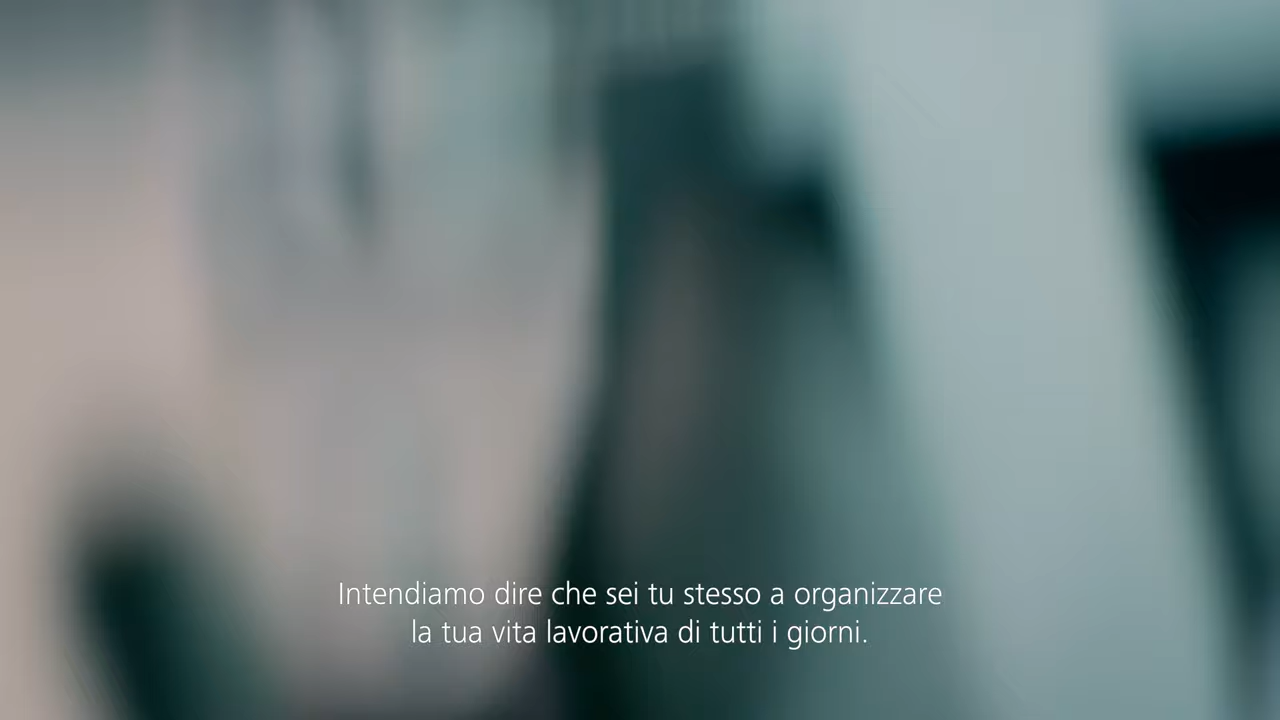 Intendiamo dire che sei tu stesso a organizzare
la tua vita lavorativa di tutti i giorni.